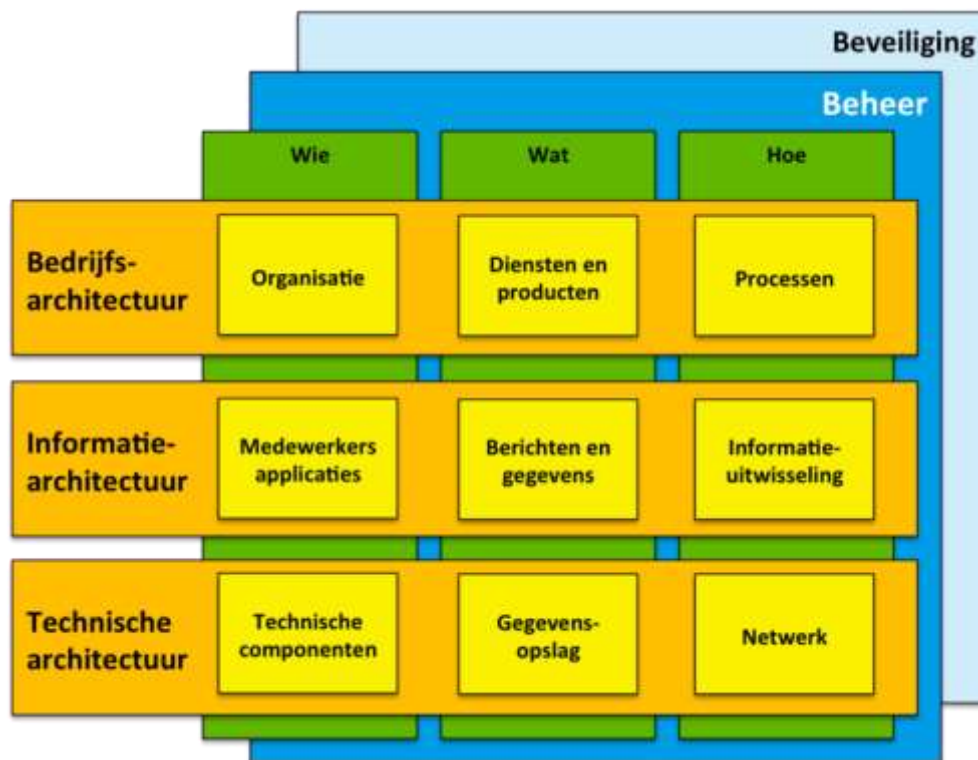 Beveiliging
Beheer
Wie
Wat
Hoe
Bedrijfs-
architectuur
Organisatie
Diensten en
producten
Processen
Informatie-
architectuur
Medewerkers
applicaties
Berichten en
gegevens
Informatie-
uitwisseling
Technische
architectuur
Technische
componenten
Gegevens-
opslag
Netwerk